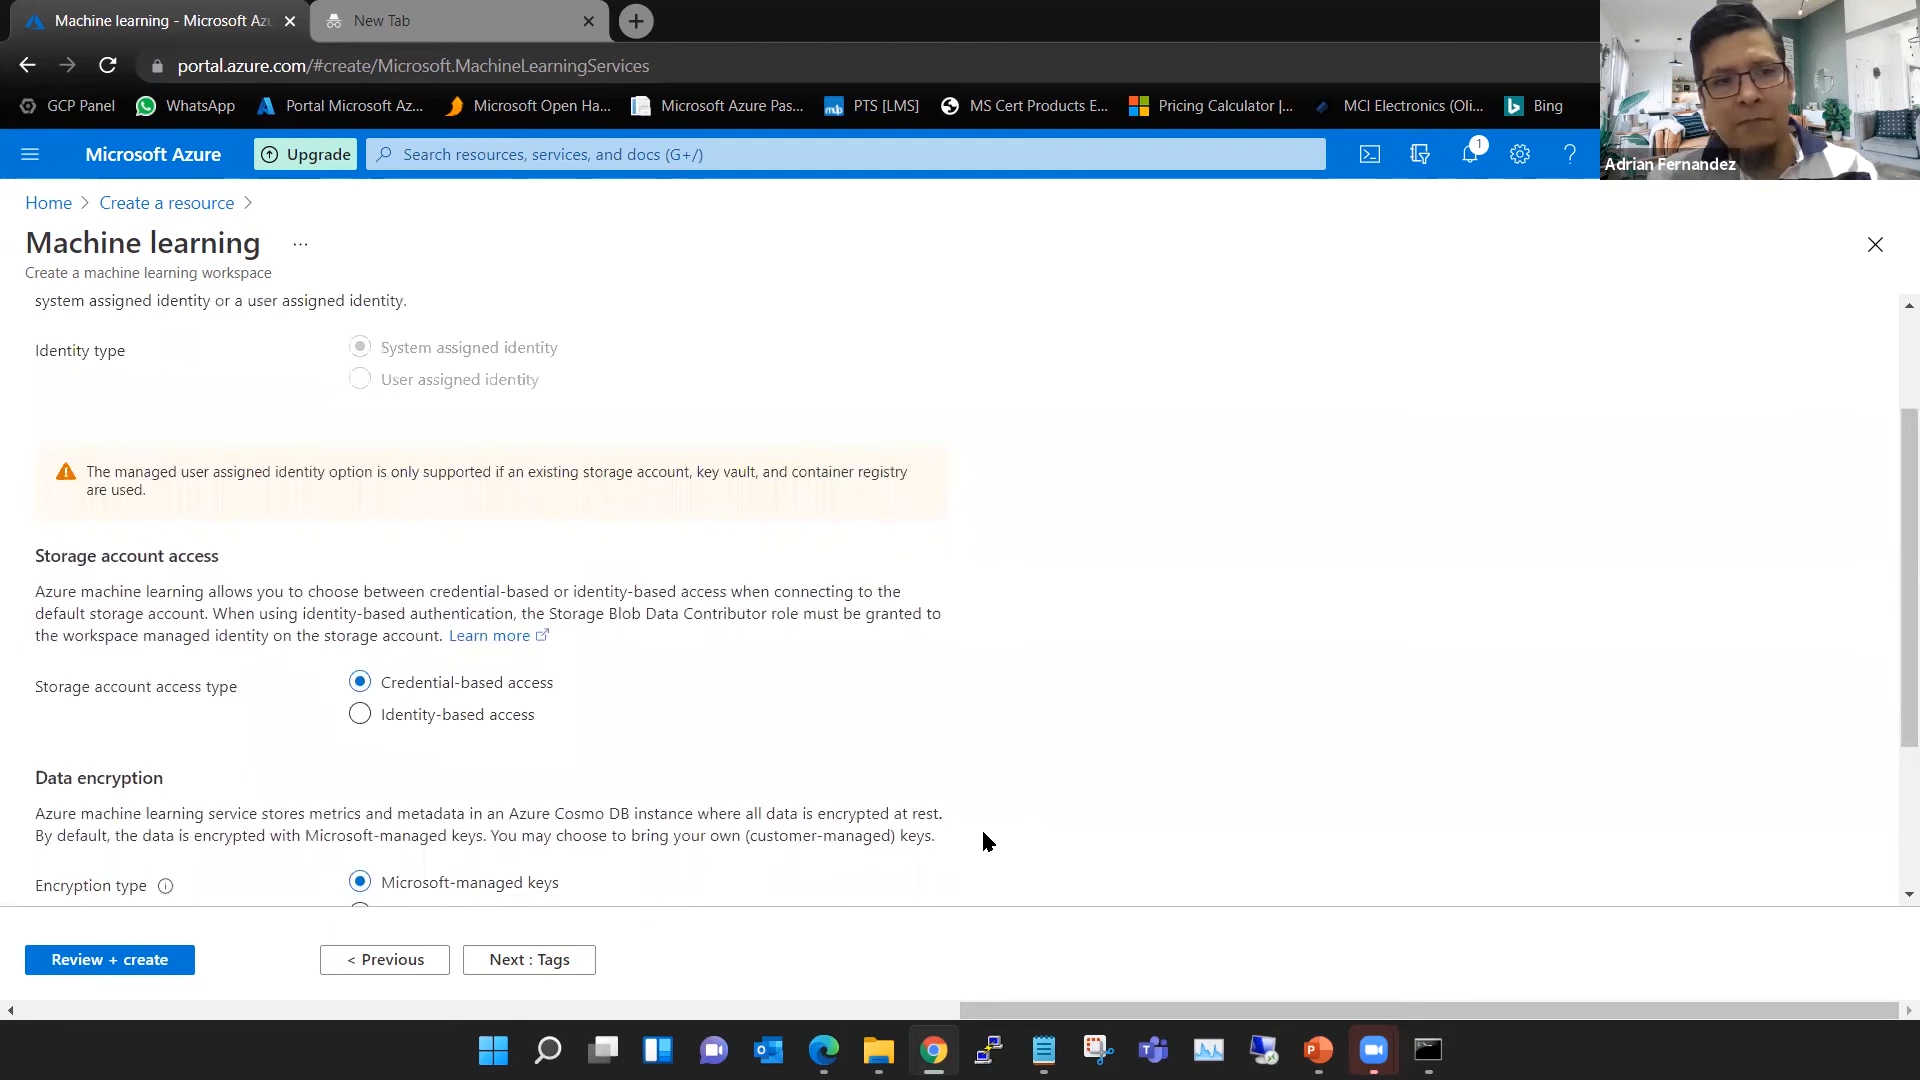 Machine learning - Microsoft Az
New Tab
portal.azure.com/#create/Microsoft.MachineLearningServices
GCP Panel
WhatsApp
Portal Microsoft Az...
Microsoft Open Ha...
Microsoft Azure Pas...
PTS [LMS]
MS Cert Products E...
Pricing Calculator |...
MCI Electronics (Oli...
Bing
Microsoft Azure
Upgrade
Search resources, services, and docs (G+/)
1
Adrian Fernandez
Home > Create a resource >
Machine learning ...
Create a machine learning workspace
system assigned identity or a user assigned identity.
Identity type
System assigned identity
User assigned identity
The managed user assigned identity option is only supported if an existing storage account, key vault, and container registry
are used.
Storage account access
Azure machine learning allows you to choose between credential-based or identity-based access when connecting to the
default storage account. When using identity-based authentication, the Storage Blob Data Contributor role must be granted to
the workspace managed identity on the storage account. Learn more
Storage account access type
Credential-based access
Identity-based access
Data encryption
Azure machine learning service stores metrics and metadata in an Azure Cosmo DB instance where all data is encrypted at rest.
By default, the data is encrypted with Microsoft-managed keys. You may choose to bring your own (customer-managed) keys.
Encryption type
Microsoft-managed keys
Review + create
< Previous
Next : Tags